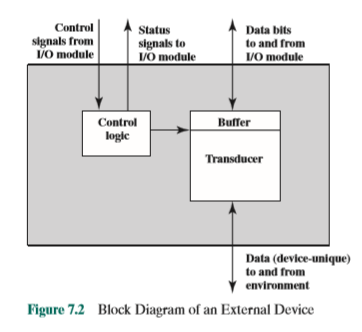 Control
signals from
I/O module
Status
signals to
I/O module
Data bits
to and from
I/O module
Control
logic
Buffer
Transducer
Data (device-unique)
to and from
environment
Figure 7.2 Block Diagram of an External Device